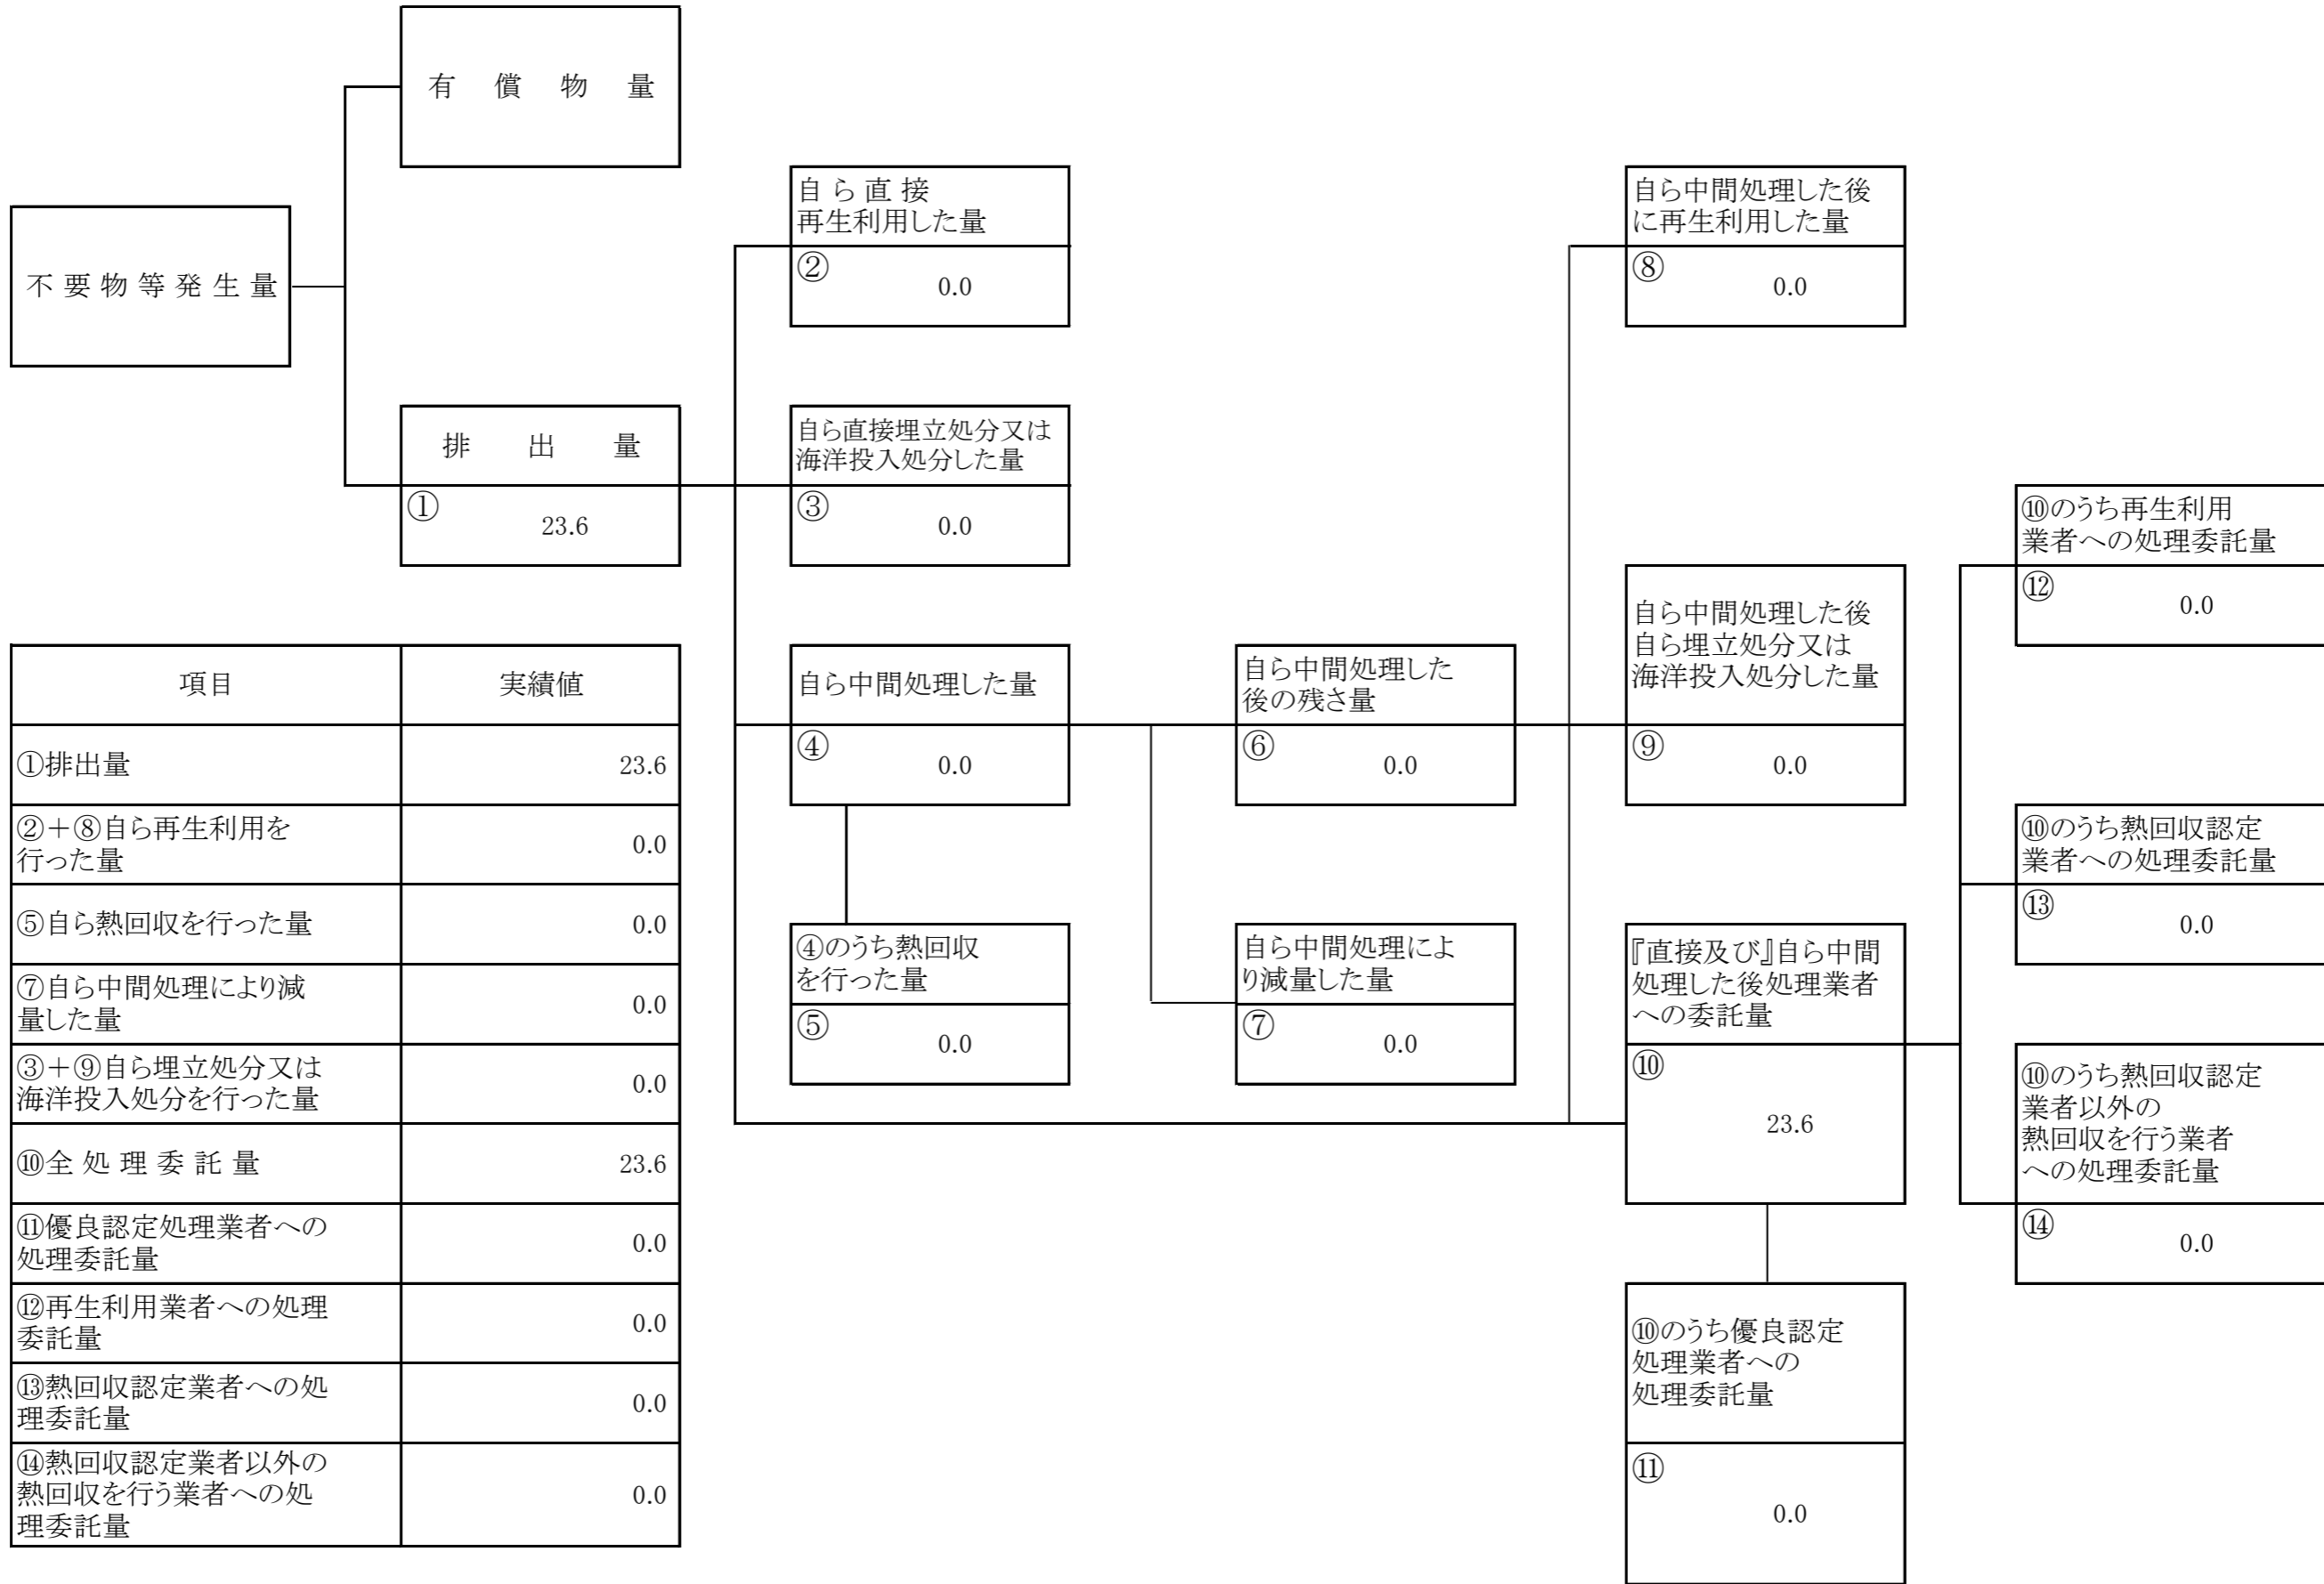 有 償 物 量
不 要 物 等 発 生 量
排 出 量
①
23.6
自 ら 直 接
再生利用した量
②
0.0
自ら直接埋立処分又は
海洋投入処分した量
③
0.0
自ら中間処理した量
④
0.0
④のうち熱回収
を行った量
⑤
0.0
自ら中間処理した
後の残さ量
⑥
0.0
自ら中間処理によ
り減量した量
⑦
0.0
自ら中間処理した後
に再生利用した量
⑧
0.0
自ら中間処理した後
自ら埋立処分又は
海洋投入処分した量
⑨
0.0
『直接及び』自ら中間
処理した後処理業者
への委託量
⑩
23.6
⑩のうち優良認定
処理業者への
処理委託量
⑪
0.0
⑩のうち再生利用
業者への処理委託量
⑫
0.0
⑩のうち熱回収認定
業者への処理委託量
⑬
0.0
⑩のうち熱回収認定
業者以外の
熱回収を行う業者
への処理委託量
⑭
0.0
項目 実績値
①排出量 23.6
②＋⑧自ら再生利用を
行った量 0.0
⑤自ら熱回収を行った量 0.0
⑦自ら中間処理により減
量した量 0.0
③＋⑨自ら埋立処分又は
海洋投入処分を行った量 0.0
⑩全 処 理 委 託 量 23.6
⑪優良認定処理業者への
処理委託量 0.0
⑫再生利用業者への処理
委託量 0.0
⑬熱回収認定業者への処
理委託量 0.0
⑭熱回収認定業者以外の
熱回収を行う業者への処
理委託量 0.0